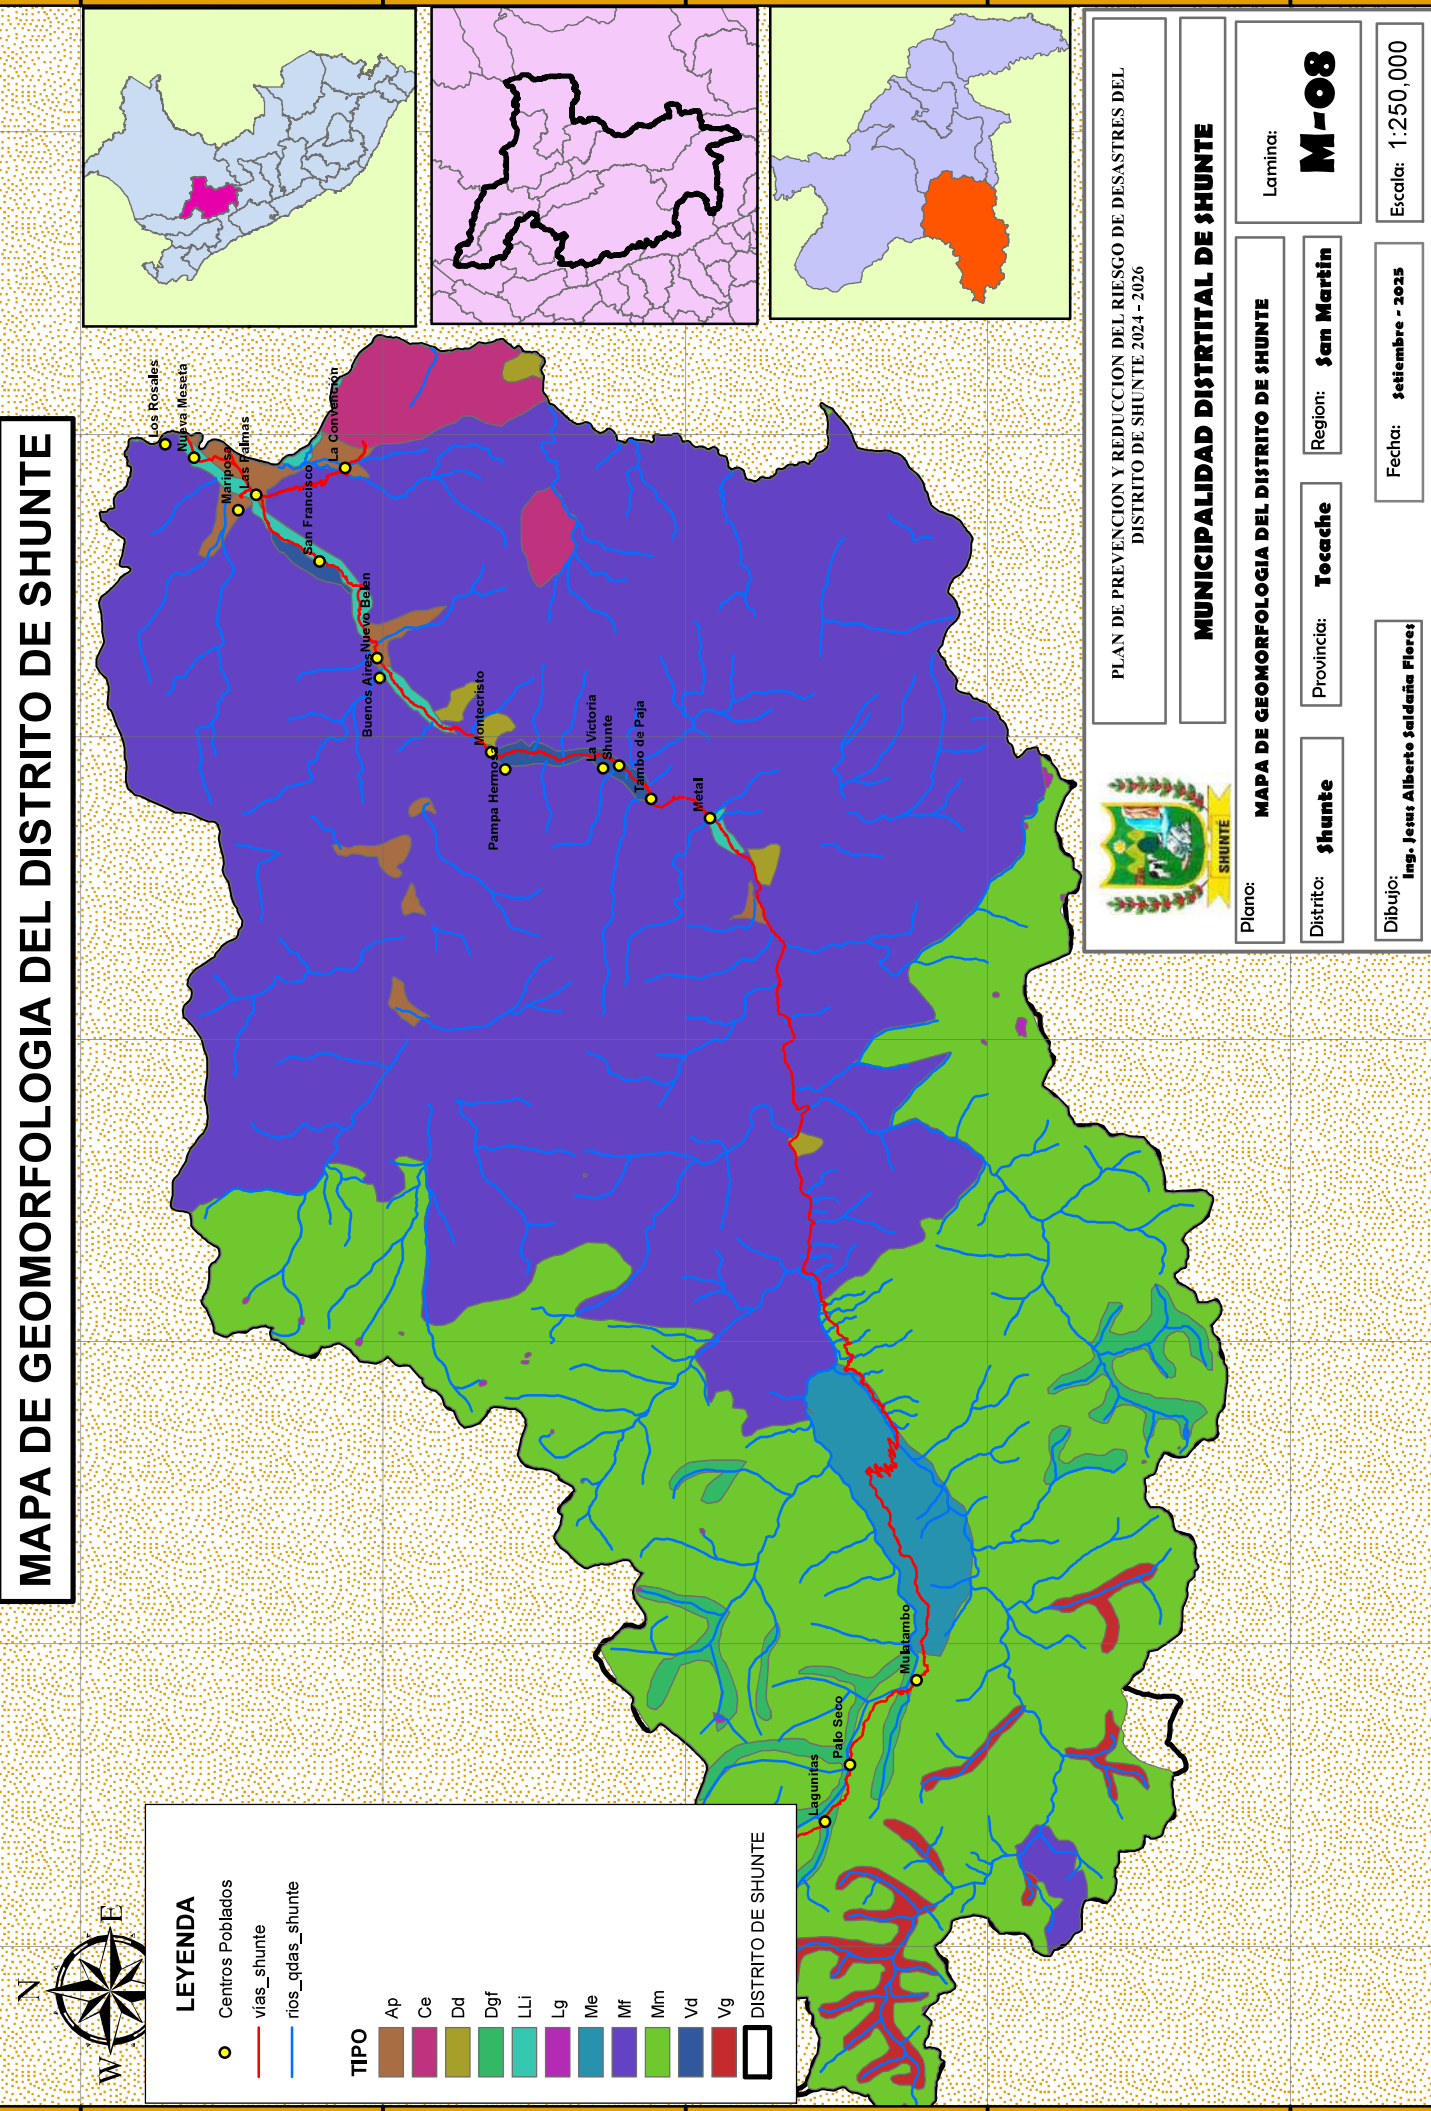 MAPA DE GEOMORFOLOGIA DEL DISTRITO DE SHUNTE
N
W
E
LEYENDA
Centros Poblados
vías_shunte
rios_qdas_shunte
TIPO
Ap
Ce
Dd
Dgf
LLi
Lg
Me
Mf
Mm
Vd
Vg
DISTRITO DE SHUNTE
Los Rosales
Nueva Meseta
Mariposa
Las Palmas
La Convención
San Francisco
Nuevo Belen
Buenos Aires
Montecristo
Pampa Hermosa
La Victoria
Shunte
Tambo de Paja
Metal
Mulatambo
Palo Seco
Lagunitas
PLAN DE PREVENCION Y REDUCCION DEL RIESGO DE DESASTRES DEL
DISTRITO DE SHUNTE 2024 - 2026
MUNICIPALIDAD DISTRITAL DE SHUNTE
SHUNTE
Plano:
MAPA DE GEOMORFOLOGIA DEL DISTRITO DE SHUNTE
Lamina:
M-08
Distrito: Shunte
Provincia: Tocache
Region: San Martin
Dibujo:
Ing. Jesus Alberto Saldaña Flores
Fecha: Setiembre - 2025
Escala: 1:250,000